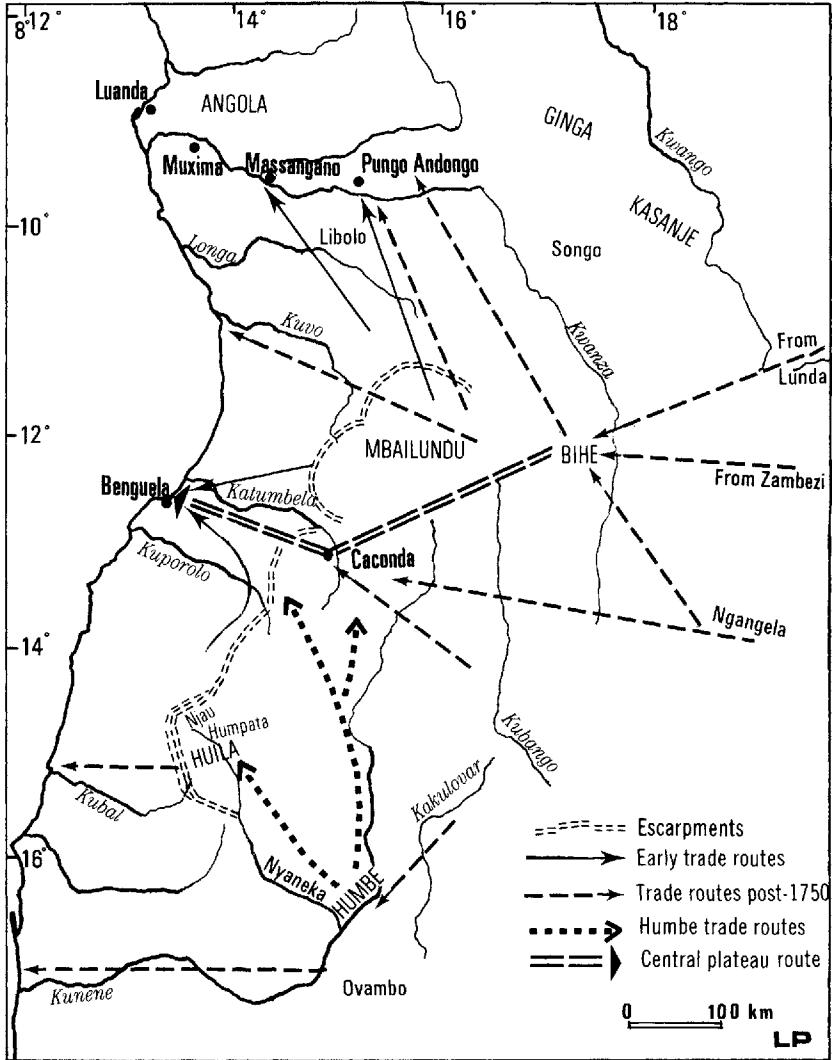 8°
12°
14°
16°
18°
Luanda
ANGOLA
GINGA
Kwango
Muxima
Massangano
Pungo Andongo
KASANJE
10°
Longa
Libolo
Songo
Kuvo
Kwanza
From
Lunda
12°
MBAILUNDU
BIHE
From Zambezi
Benguela
Katumbela
Caconda
Kuporolo
Ngangela
14°
Njau
Humpata
HUILA
Kubango
Kakulovar
Kubal
16°
Nyaneka
HUMBE
Kunene
Ovambo
Escarpments
Early trade routes
Trade routes post-1750
Humbe trade routes
Central plateau route
0 100 km
LP